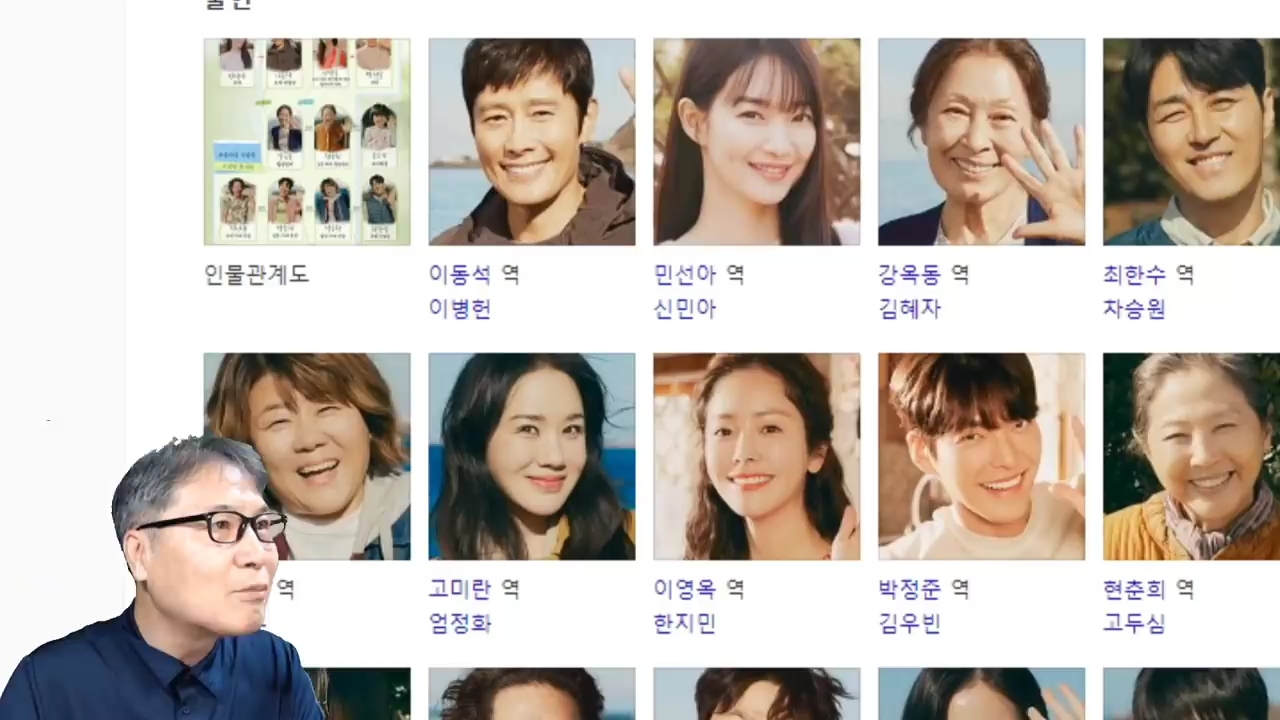 출연
인물관계도
이동석 역
이병헌
민선아 역
신민아
강옥동 역
김혜자
최한수 역
차승원
역
고미란 역
엄정화
이영옥 역
한지민
박정준 역
김우빈
현춘희 역
고두심